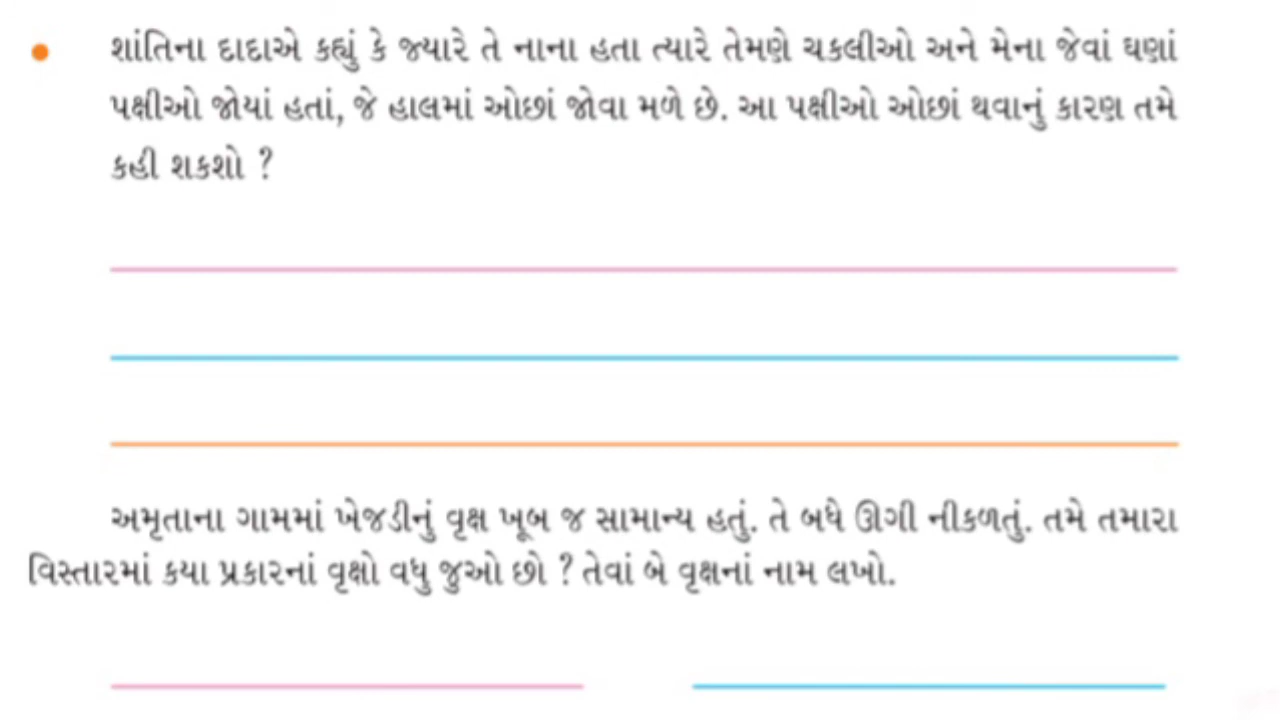 શાંતિના દાદાએ કહ્યું કે જ્યારે તે નાના હતા ત્યારે તેમણે ચકલીઓ અને મેના જેવાં ઘણાં
પક્ષીઓ જોયાં હતાં, જે હાલમાં ઓછાં જોવા મળે છે. આ પક્ષીઓ ઓછાં થવાનું કારણ તમે
કહી શકશો ?
અમૃતાના ગામમાં ખેજડીનું વૃક્ષ ખૂબ જ સામાન્ય હતું. તે બધે ઊગી નીકળતું. તમે તમારા
વિસ્તારમાં કયા પ્રકારનાં વૃક્ષો વધુ જુઓ છો ? તેવાં બે વૃક્ષનાં નામ લખો.